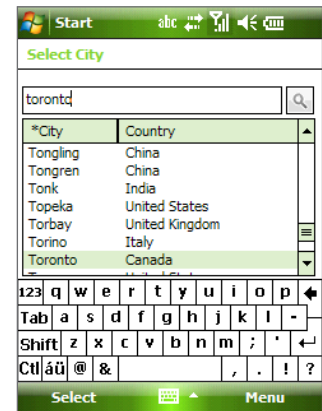 Start abc
Select City
toronto
*City Country
Tongling China
Tongren China
Tonk India
Topeka United States
Torbay United Kingdom
Torino Italy
Toronto Canada
123 q w e r t y u i o p
Tab a s d f g h j k l -
Shift z x c v b n m ; '
Ctl áü @ & , . ! ?
Select Menu